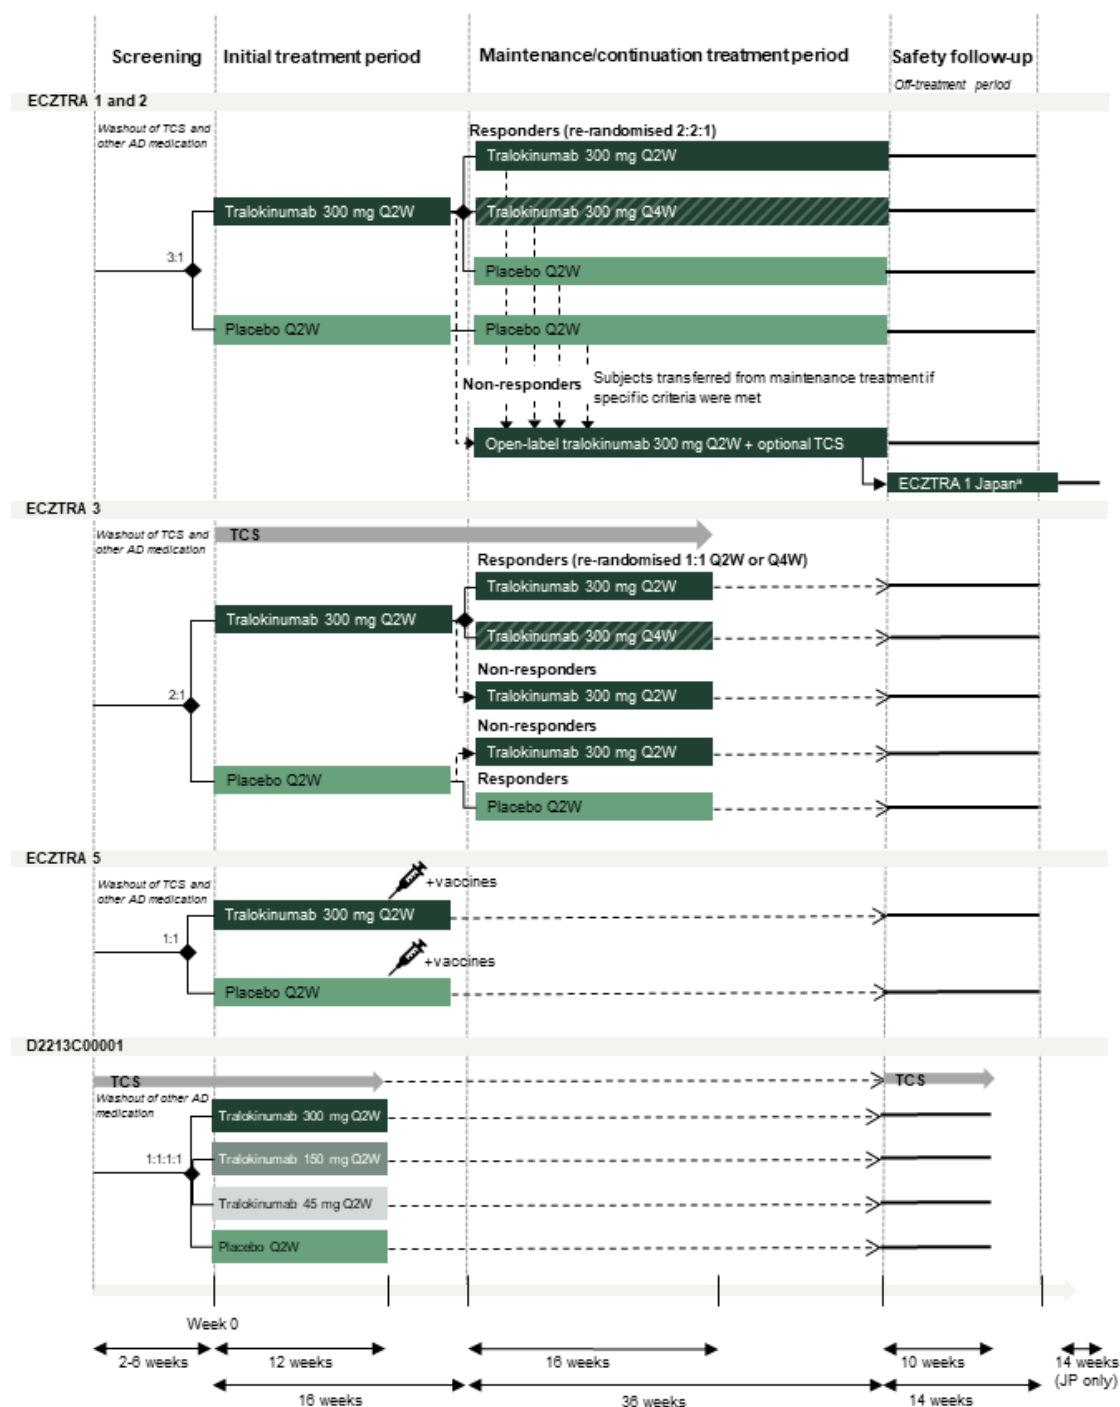 Screening Initial treatment period Maintenance/continuation treatment period Safety follow-up
Off-treatment period
ECZTRA 1 and 2
Washout of TCS and
other AD medication
Responders (re-randomised 2:2:1)
Tralokinumab 300 mg Q2W
Tralokinumab 300 mg Q2W
Tralokinumab 300 mg Q4W
3:1
Placebo Q2W
Placebo Q2W
Placebo Q2W
Non-responders
Subjects transferred from maintenance treatment if
specific criteria were met
Open-label tralokinumab 300 mg Q2W + optional TCS
ECZTRA 1 Japanª
ECZTRA 3
Washout of TCS and
other AD medication
TCS
Responders (re-randomised 1:1 Q2W or Q4W)
Tralokinumab 300 mg Q2W
Tralokinumab 300 mg Q2W
Tralokinumab 300 mg Q4W
Non-responders
Tralokinumab 300 mg Q2W
2:1
Non-responders
Tralokinumab 300 mg Q2W
Placebo Q2W
Responders
Placebo Q2W
ECZTRA 5
Washout of TCS and
other AD medication
+vaccines
Tralokinumab 300 mg Q2W
1:1
+vaccines
Placebo Q2W
D2213C00001
TCS
TCS
Washout of other AD
medication
Tralokinumab 300 mg Q2W
1:1:1:1
Tralokinumab 150 mg Q2W
Tralokinumab 45 mg Q2W
Placebo Q2W
Week 0
2-6 weeks
12 weeks
16 weeks
10 weeks
14 weeks
(JP only)
16 weeks
36 weeks
14 weeks